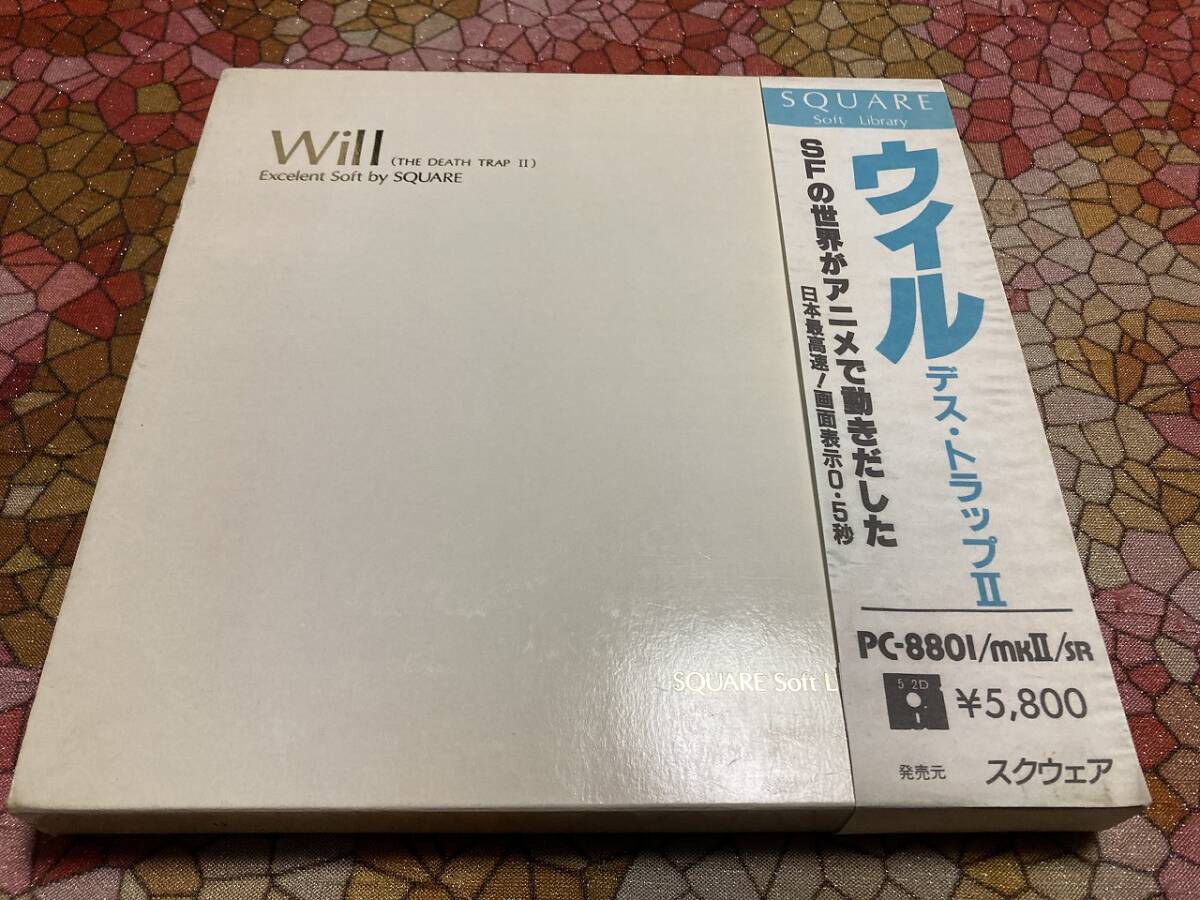 Will (THE DEATH TRAP II)
Excelent Soft by SQUARE
SQUARE Soft L
SQUARE
Soft Library
ウィル
デス・トラップⅡ
SFの世界がアニメで動きだした
日本最高速!画面表示0・5秒
PC-8801/mkⅡ/SR
5 2D
¥5,800
発売元 スクウェア